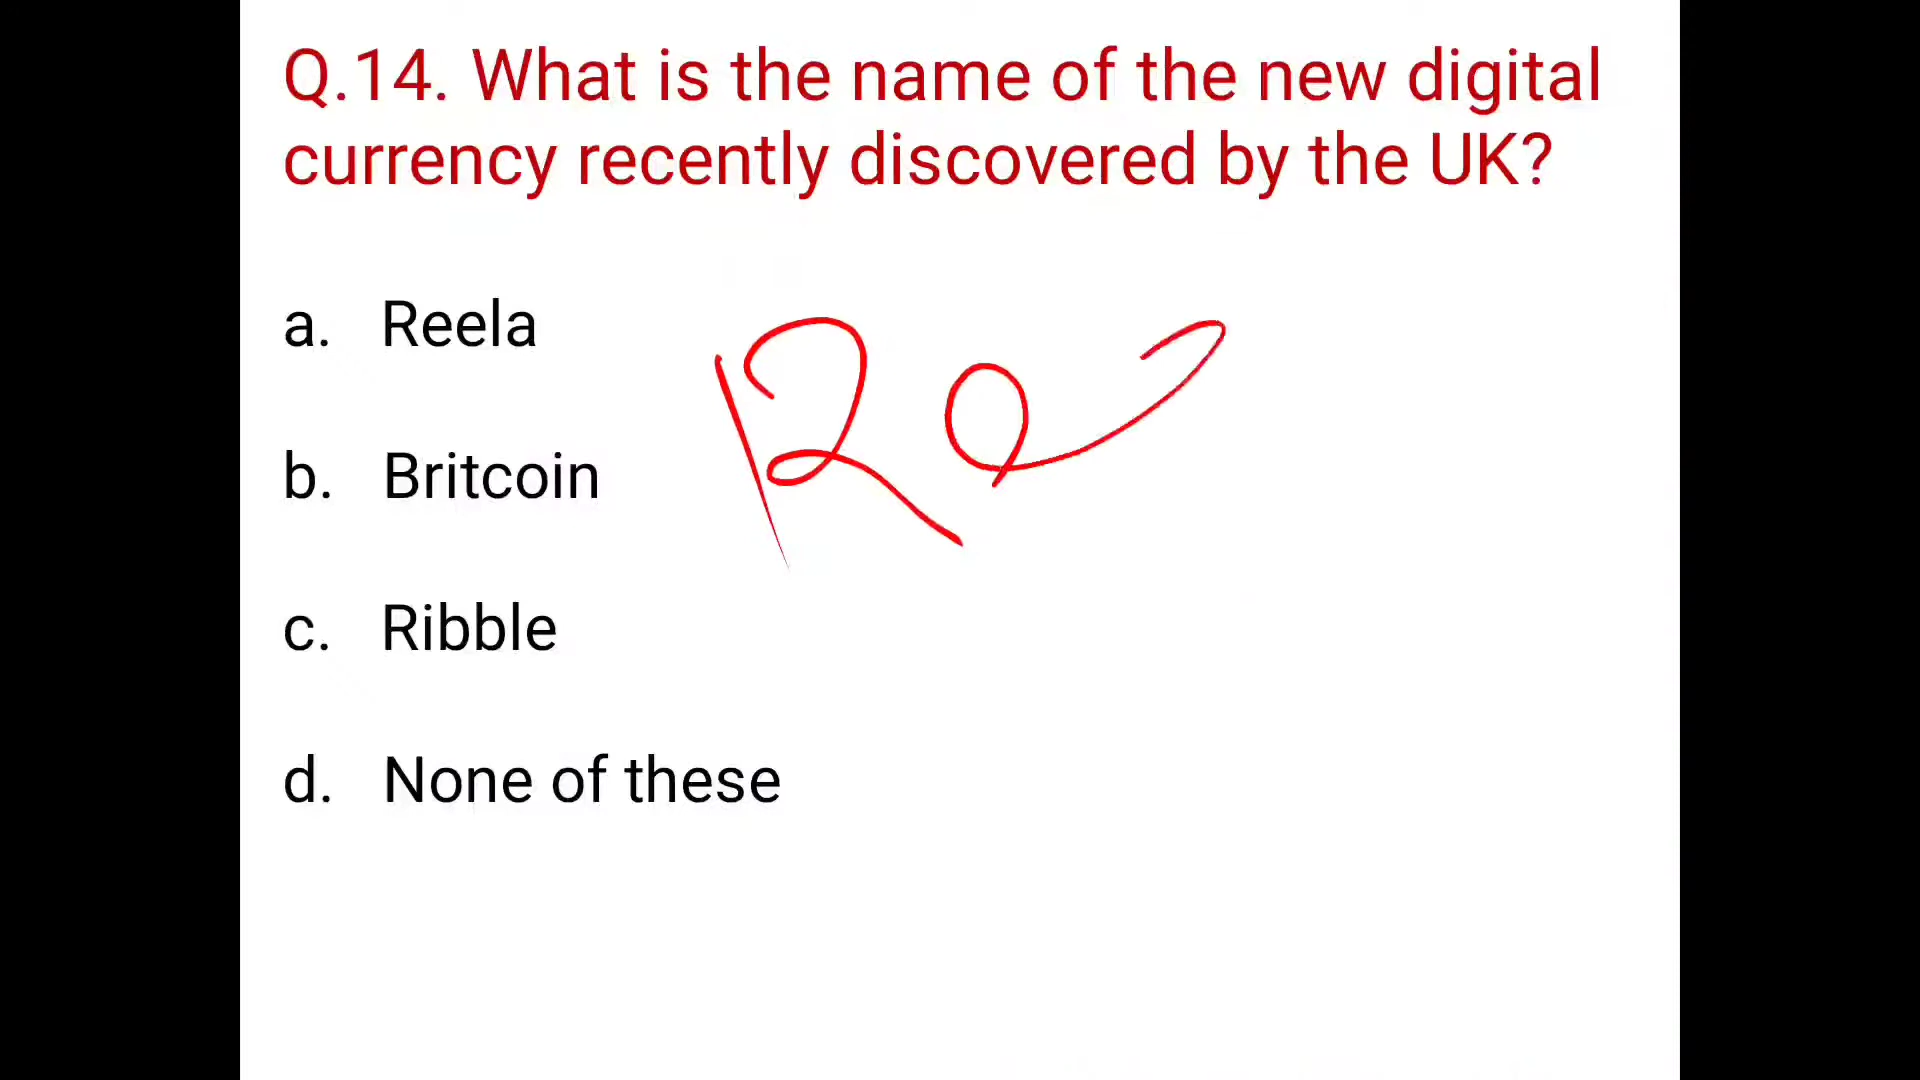 Q.14. What is the name of the new digital
currency recently discovered by the UK?
a. Reela
Re
b. Britcoin
c. Ribble
d. None of these